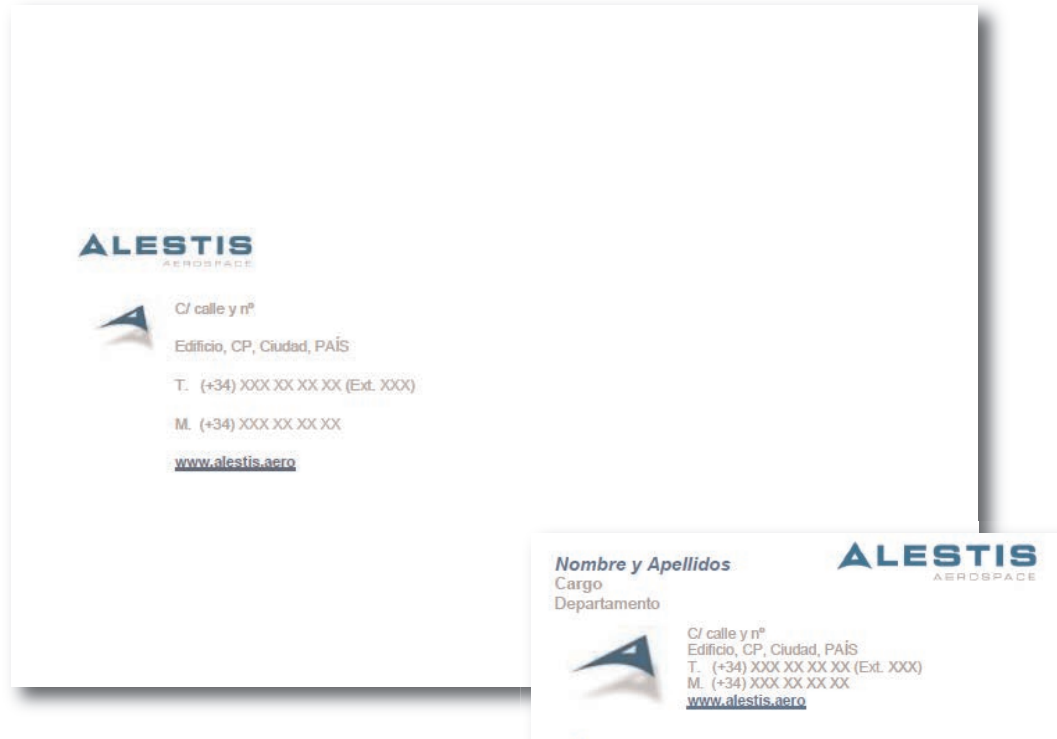 ALESTIS
AEROSPACE
C/ calle y nº
Edificio, CP, Ciudad, PAÍS
T. (+34) XXX XX XX XX (Ext. XXX)
M. (+34) XXX XX XX XX
www.alestis.aero
Nombre y Apellidos
Cargo
Departamento
ALESTIS
AEROSPACE
C/ calle y nº
Edificio, CP, Ciudad, PAÍS
T. (+34) XXX XX XX XX (Ext. XXX)
M. (+34) XXX XX XX XX
www.alestis.aero